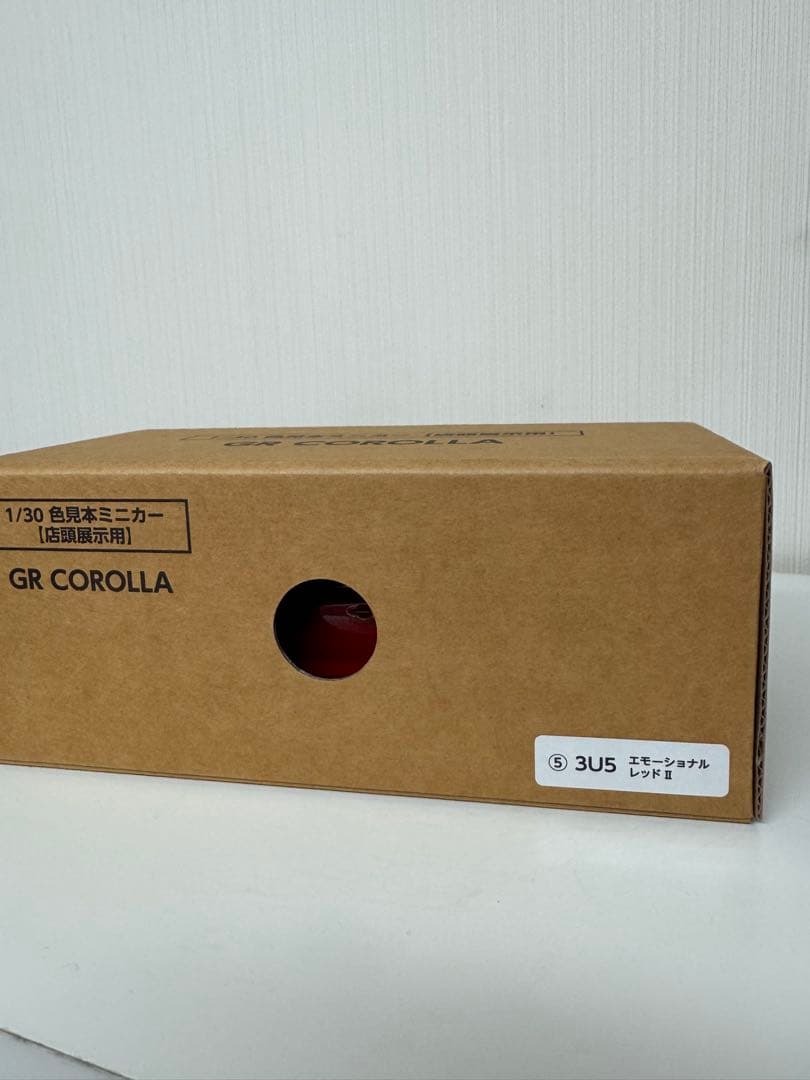 GR COROLLA
1/30 色見本ミニカー
【店頭展示用】
GR COROLLA
⑤ 3U5 エモーショナル
レッドⅡ